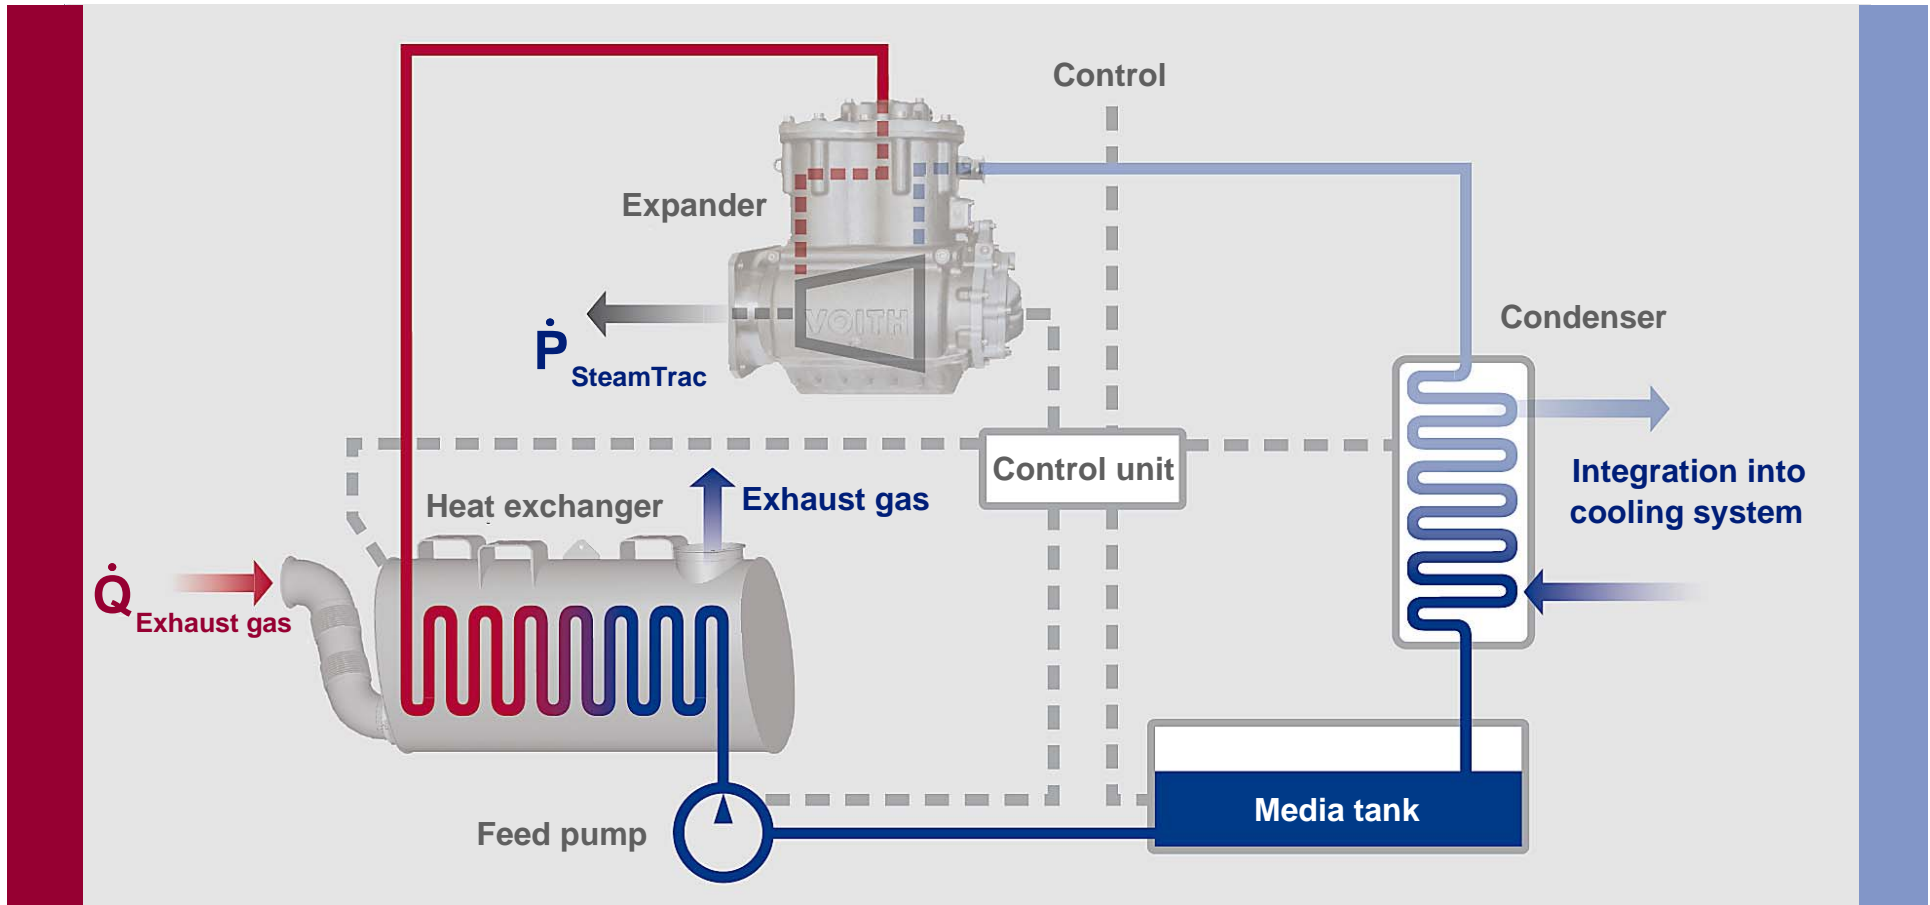 Control
Expander
VOITH
Ṗ
SteamTrac
Condenser
Control unit
Integration into
cooling system
Heat exchanger
Exhaust gas
Q̇
Exhaust gas
Media tank
Feed pump